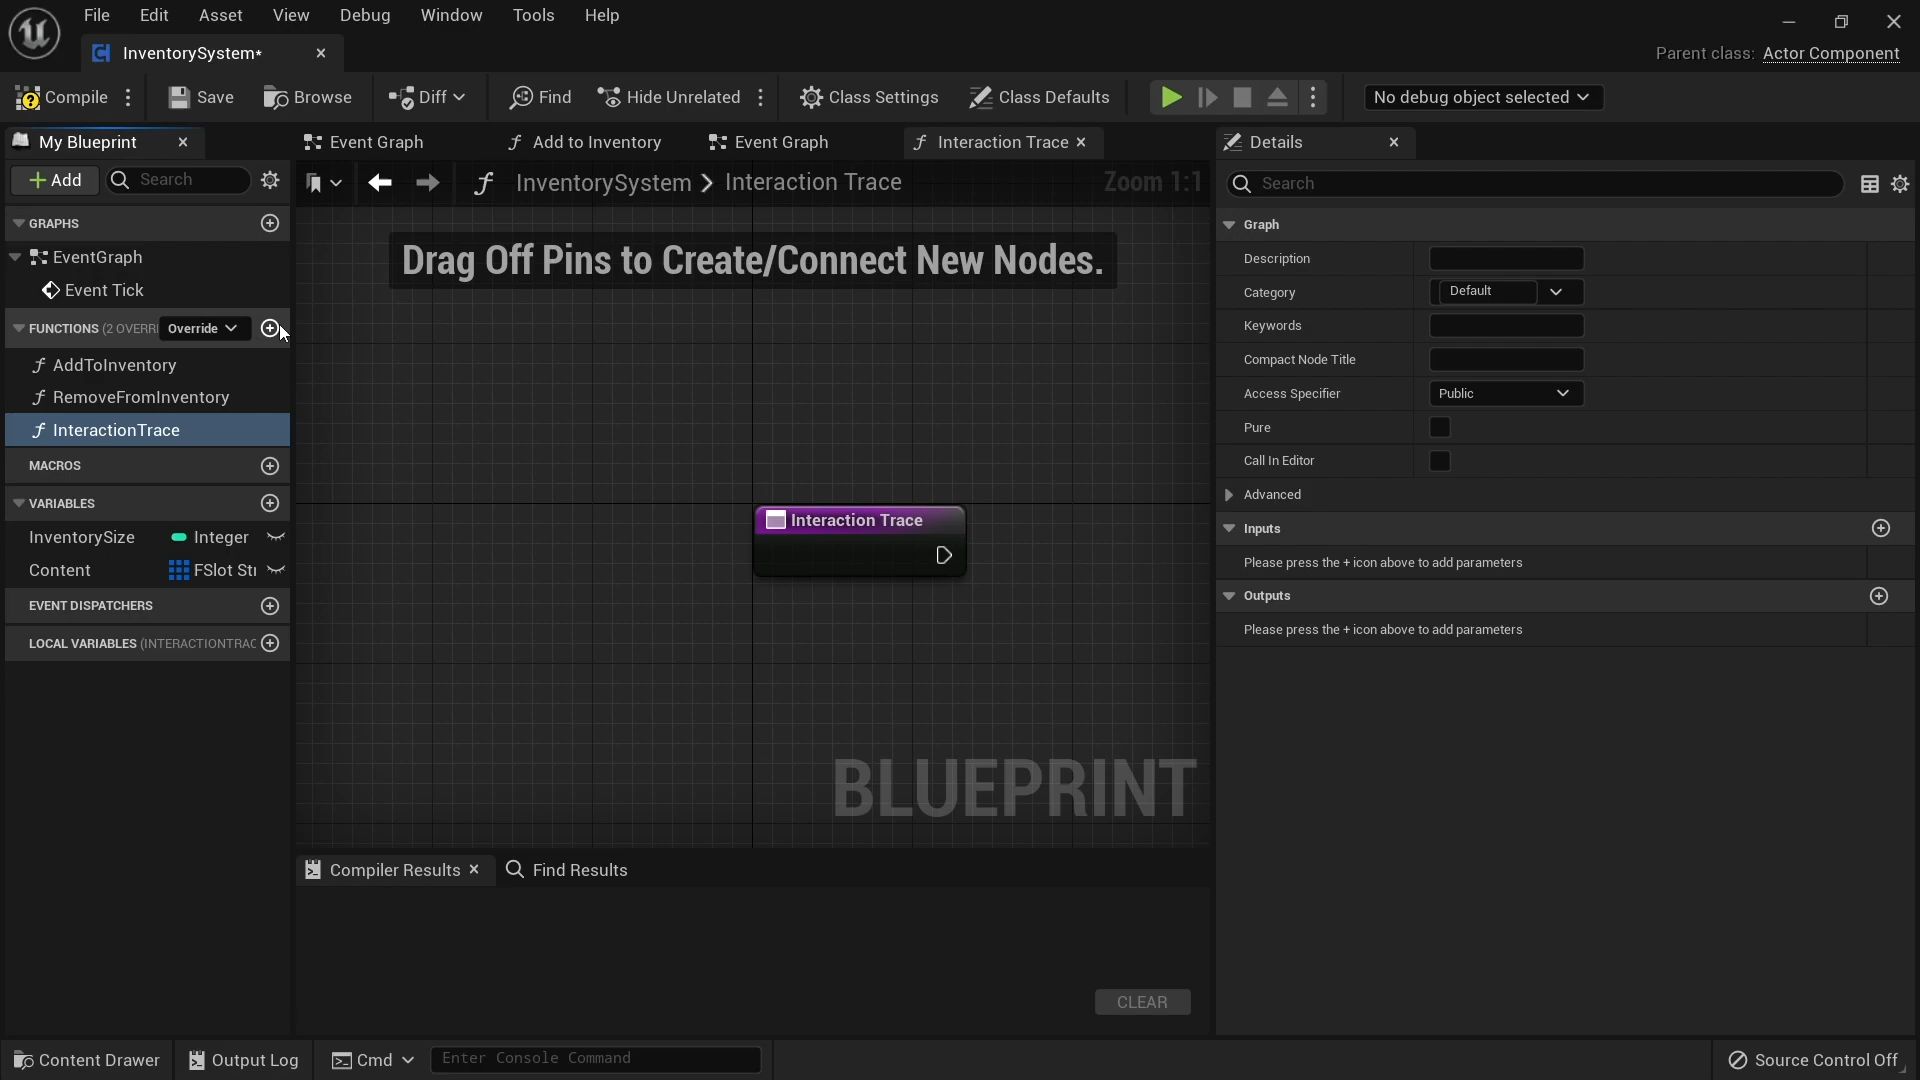 File Edit Asset View Debug Window Tools Help
InventorySystem*
Parent class: Actor Component
Compile Save Browse Diff Find Hide Unrelated Class Settings Class Defaults No debug object selected
My Blueprint Event Graph Add to Inventory Event Graph Interaction Trace Details
Add Search InventorySystem > Interaction Trace Zoom 1:1 Search
GRAPHS
EventGraph
Event Tick
FUNCTIONS (2 OVERRI Override
AddToInventory
RemoveFromInventory
InteractionTrace
MACROS
VARIABLES
InventorySize Integer
Content FSlot Str
EVENT DISPATCHERS
LOCAL VARIABLES (INTERACTIONTRAC
Drag Off Pins to Create/Connect New Nodes.
Interaction Trace
BLUEPRINT
Compiler Results Find Results
CLEAR
Graph
Description
Category Default
Keywords
Compact Node Title
Access Specifier Public
Pure
Call In Editor
Advanced
Inputs
Please press the + icon above to add parameters
Outputs
Please press the + icon above to add parameters
Content Drawer Output Log Cmd Enter Console Command Source Control Off